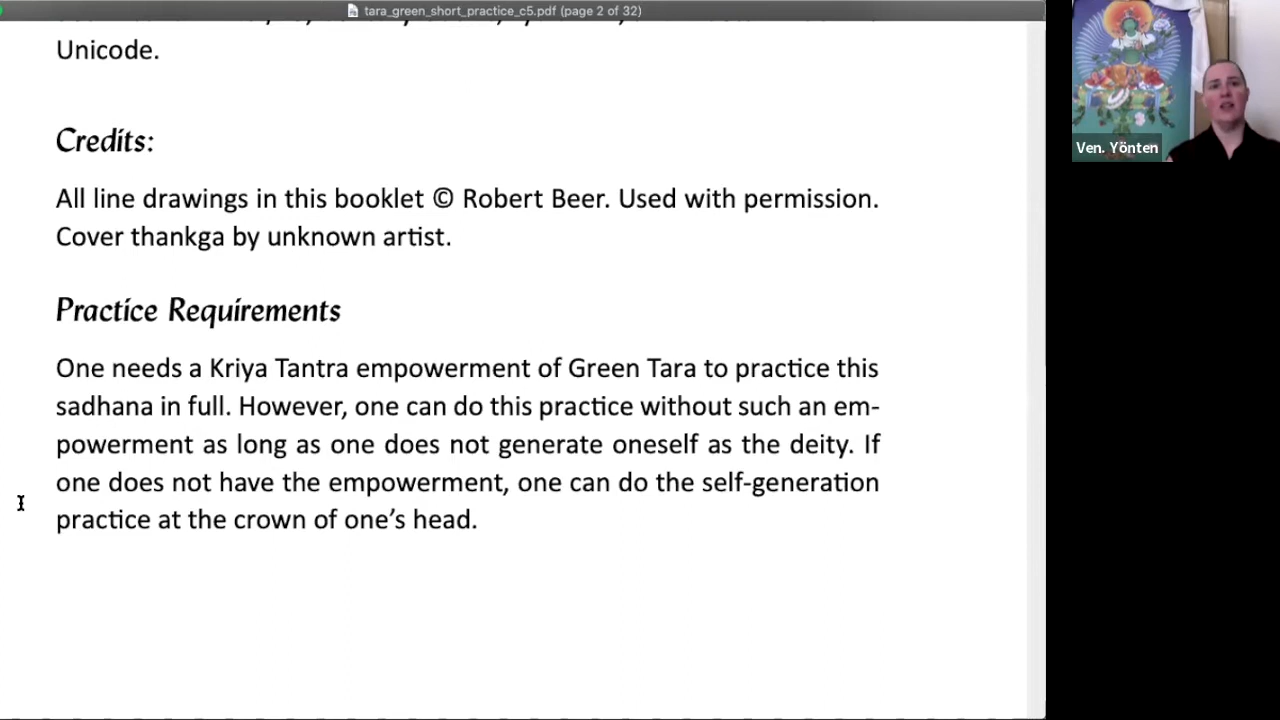 tara_green_short_practice_c5.pdf (page 2 of 32)
Unicode.
Credits:
All line drawings in this booklet © Robert Beer. Used with permission.
Cover thankga by unknown artist.
Practice Requirements
One needs a Kriya Tantra empowerment of Green Tara to practice this
sadhana in full. However, one can do this practice without such an em-
powerment as long as one does not generate oneself as the deity. If
one does not have the empowerment, one can do the self-generation
practice at the crown of one’s head.
Ven. Yönten